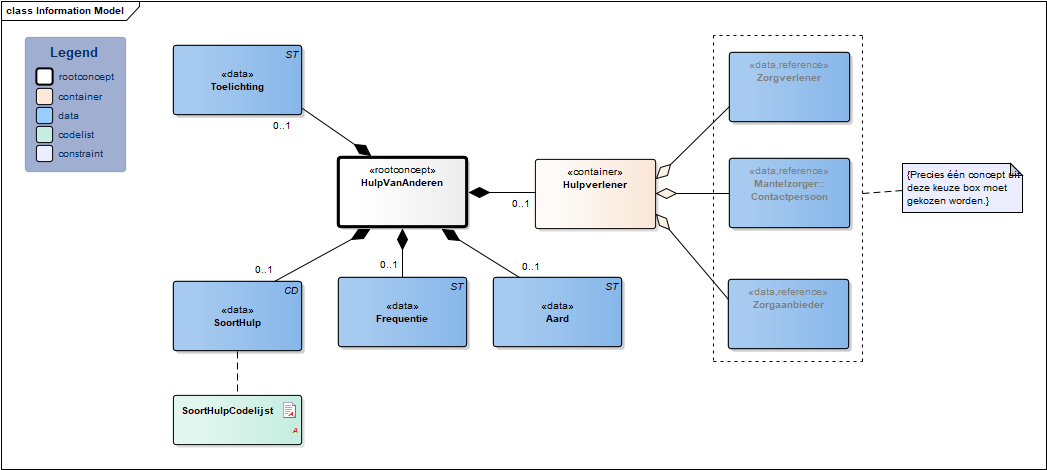 class Information Model
Legend
rootconcept
container
data
codelist
constraint
ST
«data»
Toelichting
0..1
«rootconcept»
HulpVanAnderen
«container»
Hulpverlener
0..1
«data,reference»
Zorgverlener
«data,reference»
Mantelzorger::
Contactpersoon
«data,reference»
Zorgaanbieder
{Precies één concept uit
deze keuze box moet
gekozen worden.}
0..1
CD
«data»
SoortHulp
0..1
ST
«data»
Frequentie
0..1
ST
«data»
Aard
SoortHulpCodelijst
A
A